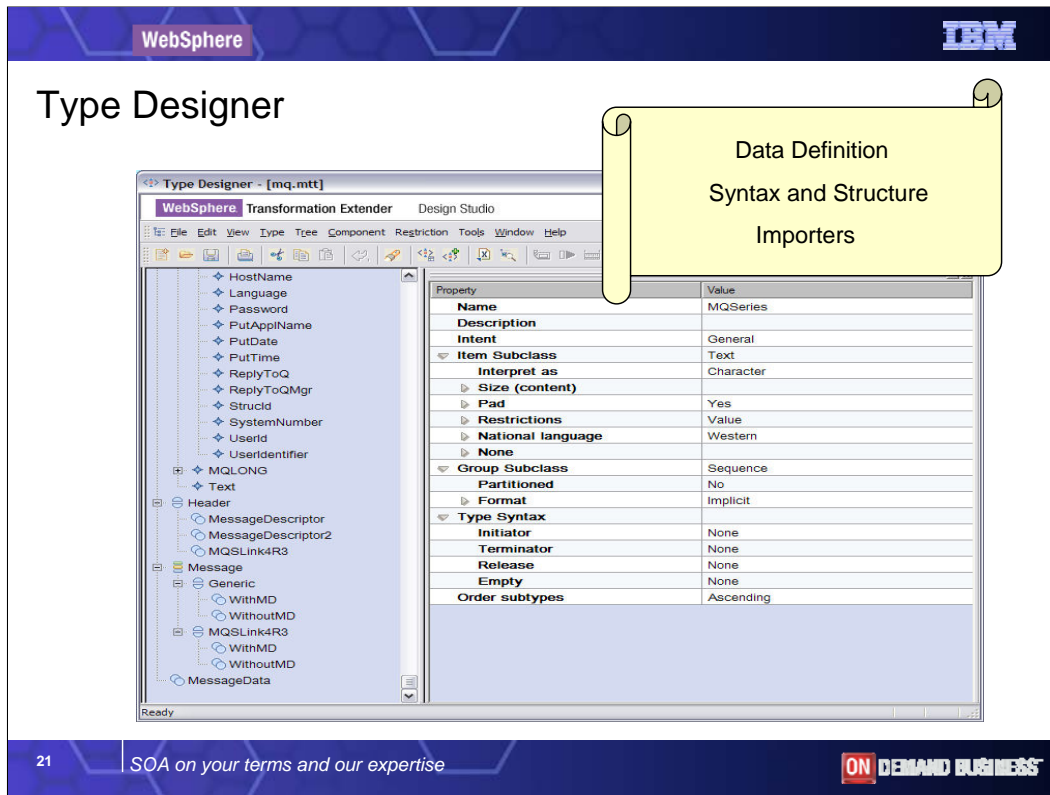 WebSphere
IBM
Type Designer
Data Definition
Syntax and Structure
Importers
Type Designer - [mq.mtt]
WebSphere. Transformation Extender Design Studio
File Edit View Type Tree Component Restriction Tools Window Help
HostName
Language
Password
PutApplName
PutDate
PutTime
ReplyToQ
ReplyToQMgr
StrucId
SystemNumber
UserId
UserIdentifier
MQLONG
Text
Header
MessageDescriptor
MessageDescriptor2
MQSLink4R3
Message
Generic
WithMD
WithoutMD
MQSLink4R3
WithMD
WithoutMD
MessageData
Property Value
Name MQSeries
Description
Intent General
Item Subclass Text
Interpret as Character
Size (content)
Pad Yes
Restrictions Value
National language Western
None
Group Subclass Sequence
Partitioned No
Format Implicit
Type Syntax
Initiator None
Terminator None
Release None
Empty None
Order subtypes Ascending
Ready
21 SOA on your terms and our expertise
ON DEMAND BUSINESS